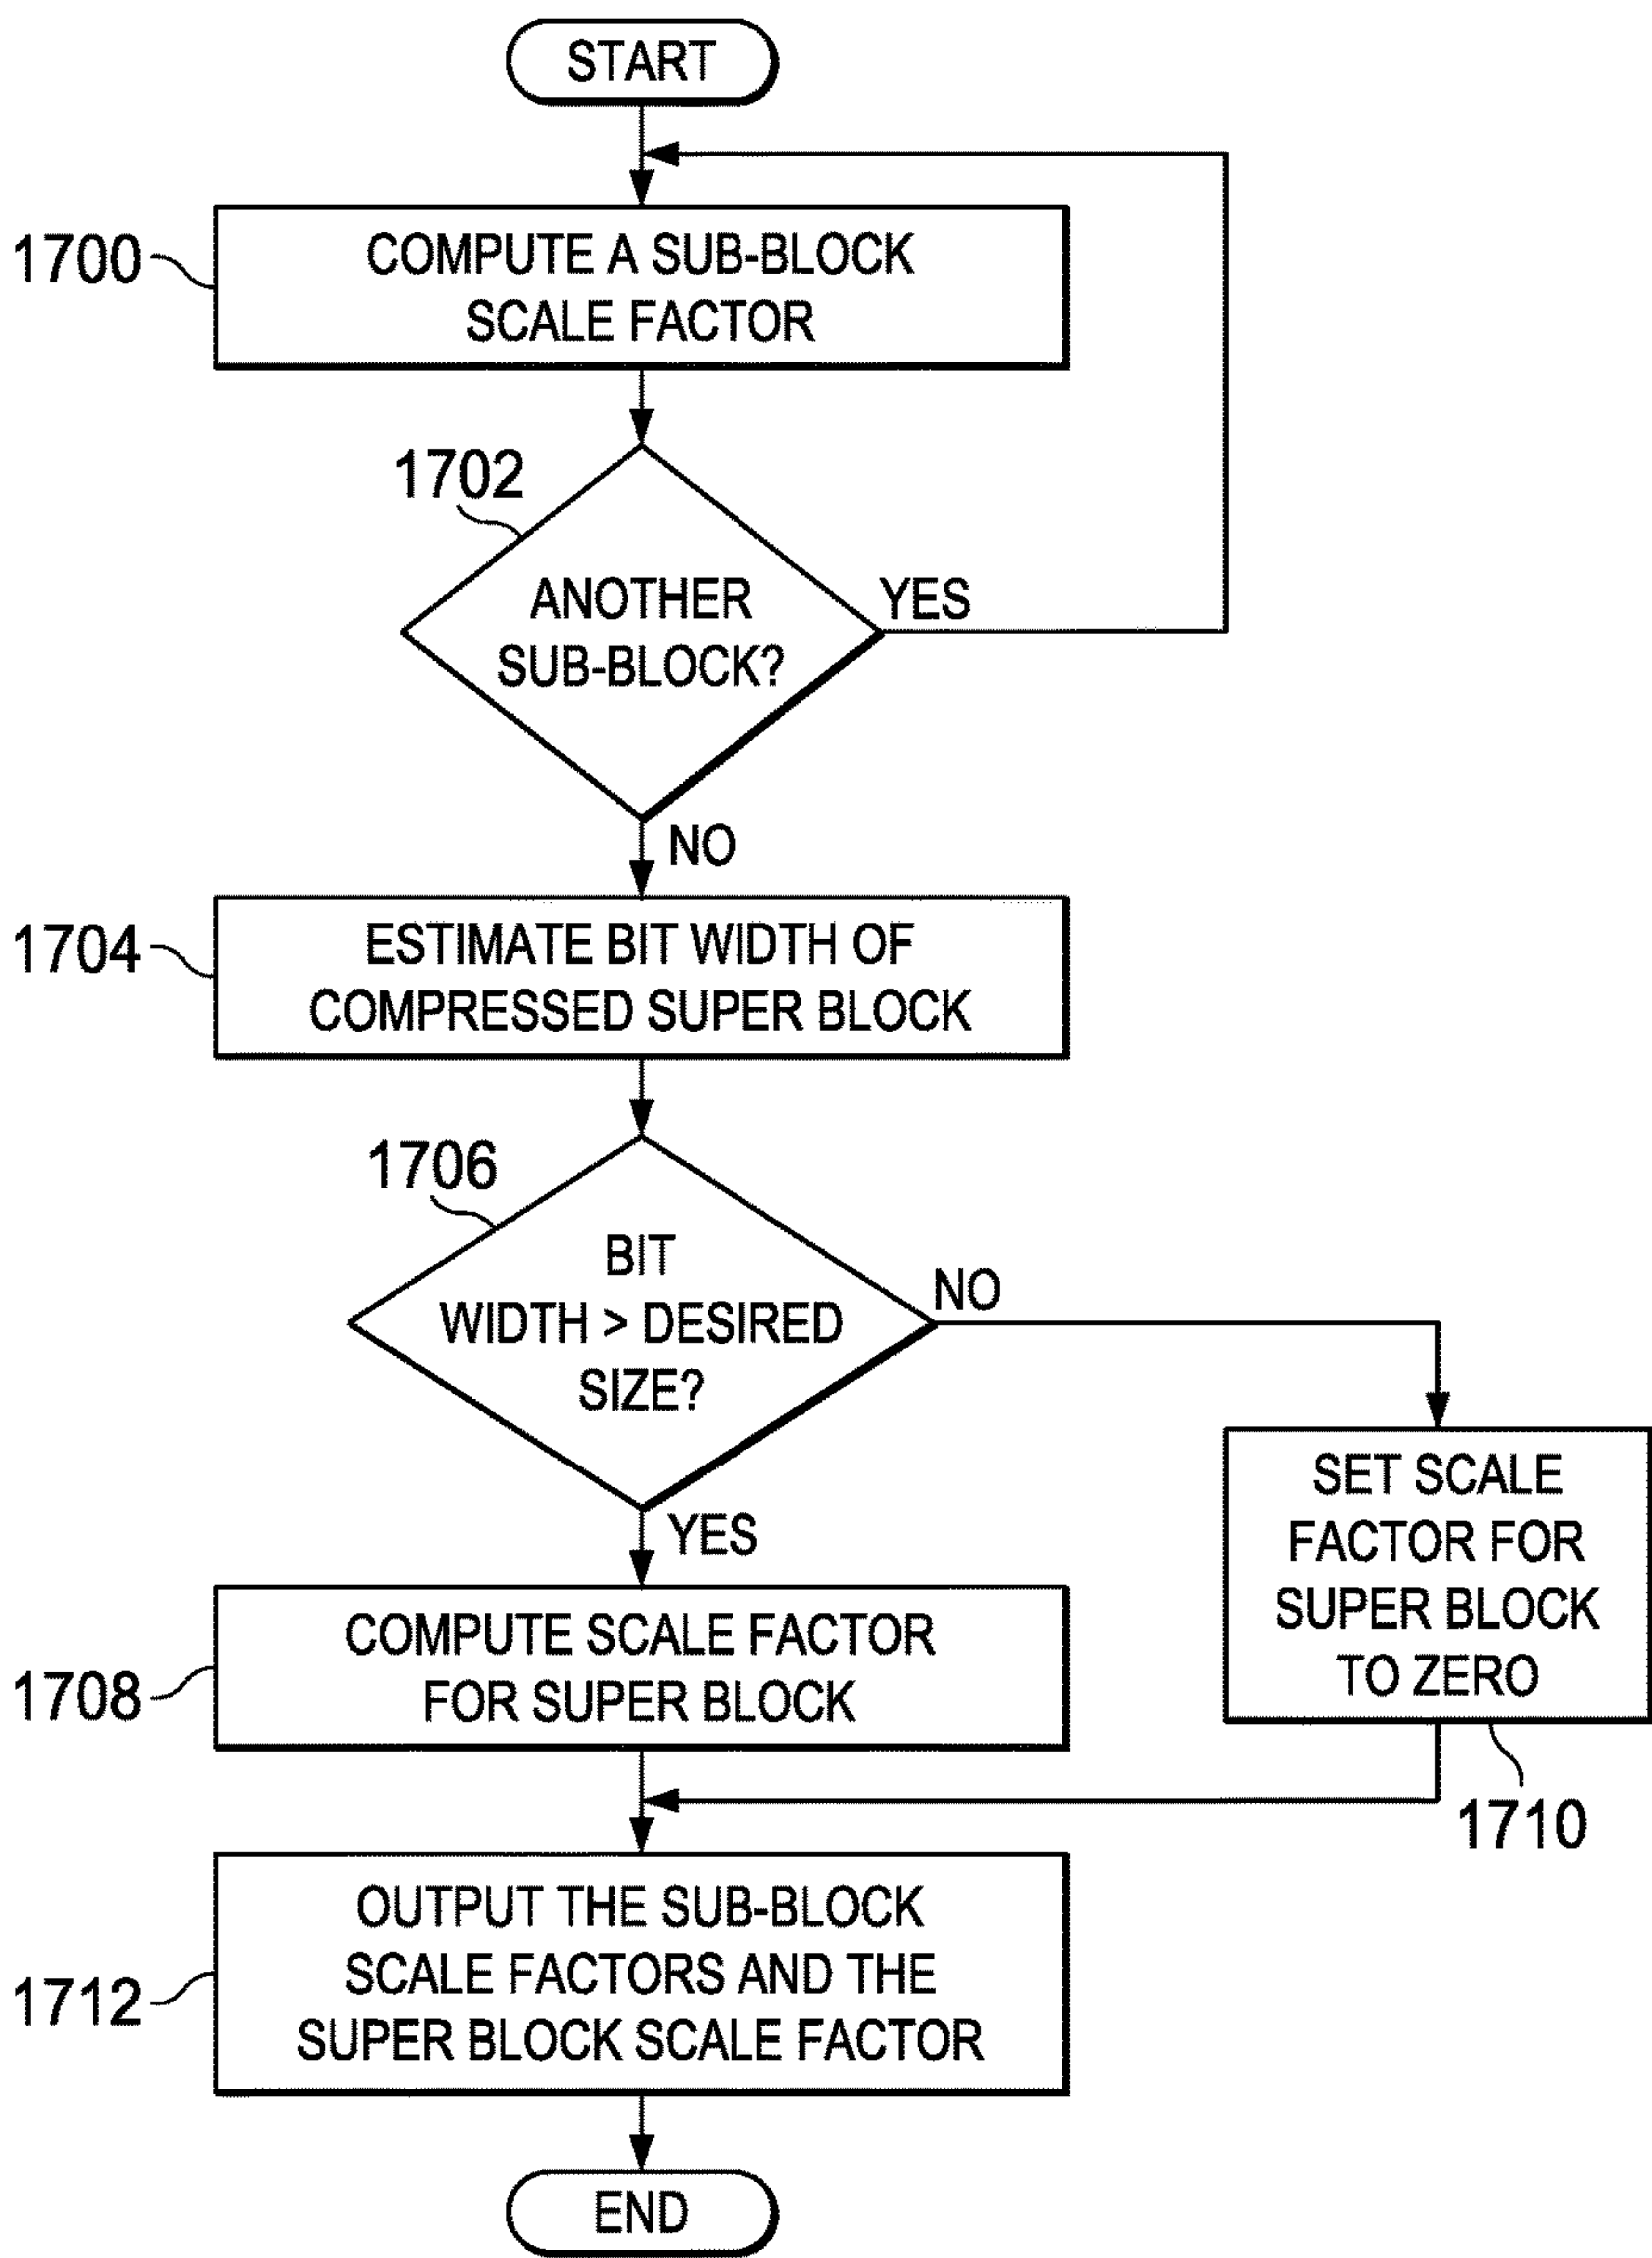 START
1700
COMPUTE A SUB-BLOCK
SCALE FACTOR
1702
ANOTHER
SUB-BLOCK?
YES
NO
1704
ESTIMATE BIT WIDTH OF
COMPRESSED SUPER BLOCK
1706
BIT
WIDTH > DESIRED
SIZE?
NO
YES
1708
COMPUTE SCALE FACTOR
FOR SUPER BLOCK
SET SCALE
FACTOR FOR
SUPER BLOCK
TO ZERO
1710
1712
OUTPUT THE SUB-BLOCK
SCALE FACTORS AND THE
SUPER BLOCK SCALE FACTOR
END